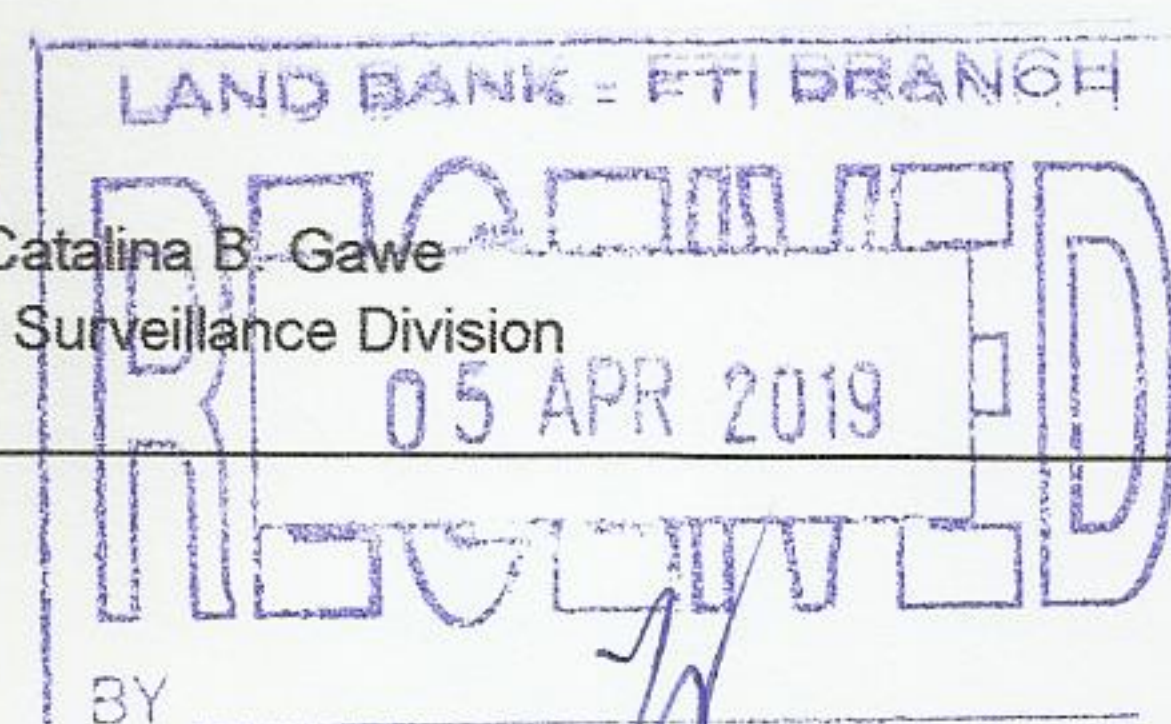 LAND BANK - FTI BRANCH
RECEIVED
Catalina B. Gawe
Surveillance Division
05 APR 2019
BY